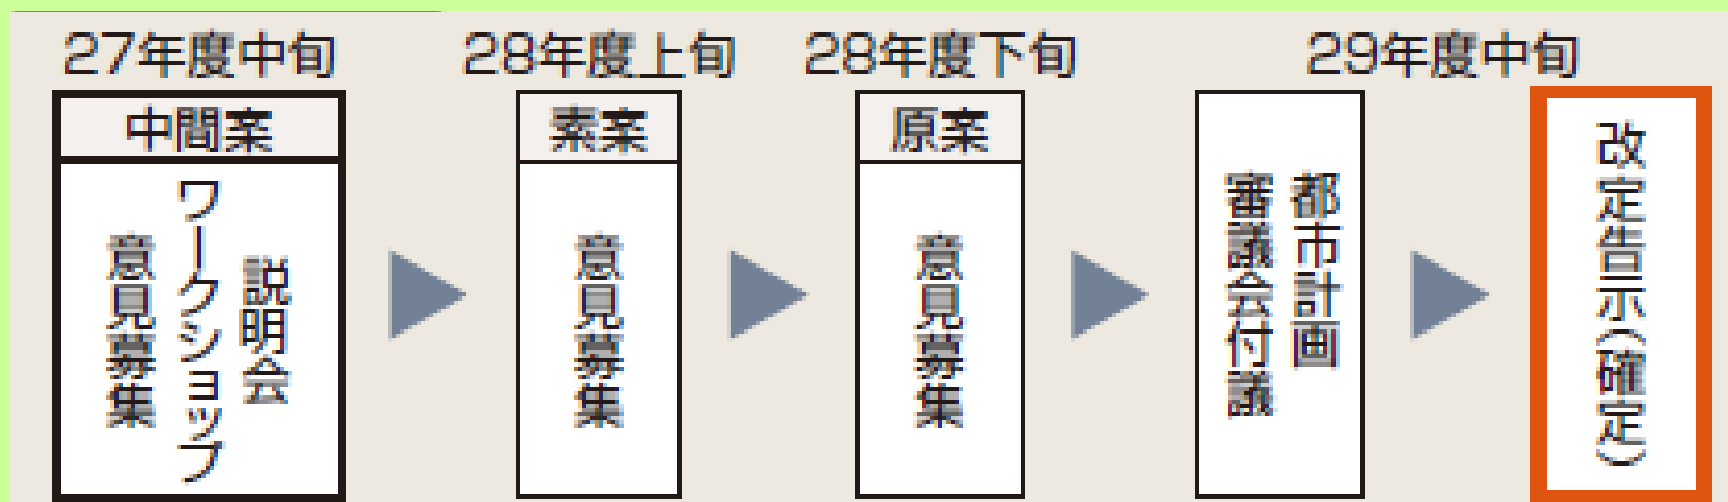 27年度中旬
中間案
説明会
ワークショップ
意見募集
28年度上旬
素案
意見募集
28年度下旬
原案
意見募集
29年度中旬
都市計画
審議会付議
改定告示(確定)